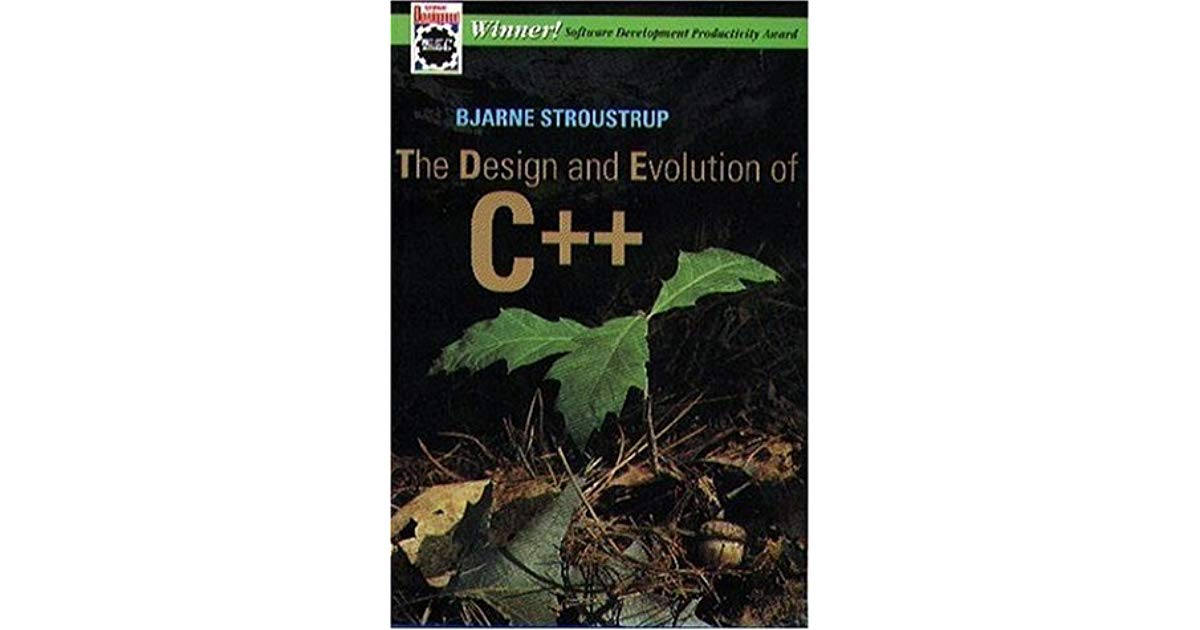 Winner! Software Development Productivity Award
BJARNE STROUSTRUP
The Design and Evolution of
C++